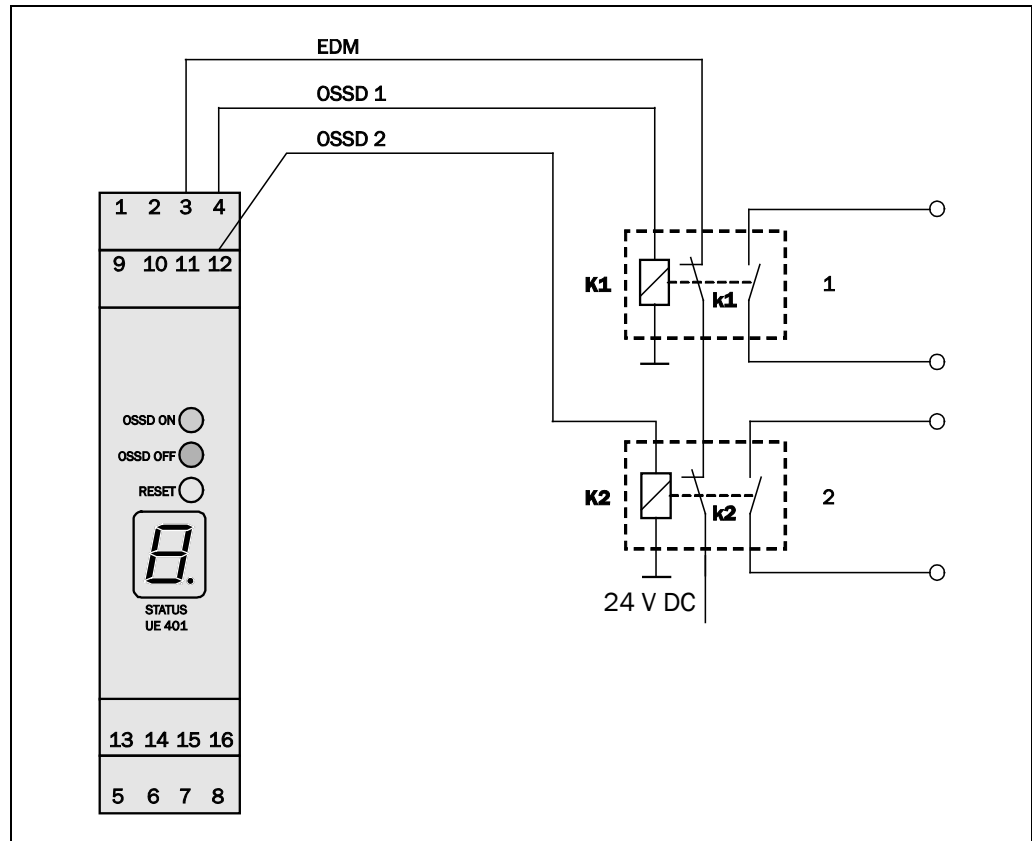 EDM
OSSD 1
OSSD 2
1 2 3 4
9 10 11 12
K1
k1
1
K2
k2
2
24 V DC
OSSD ON
OSSD OFF
RESET
8.
STATUS
UE 401
13 14 15 16
5 6 7 8